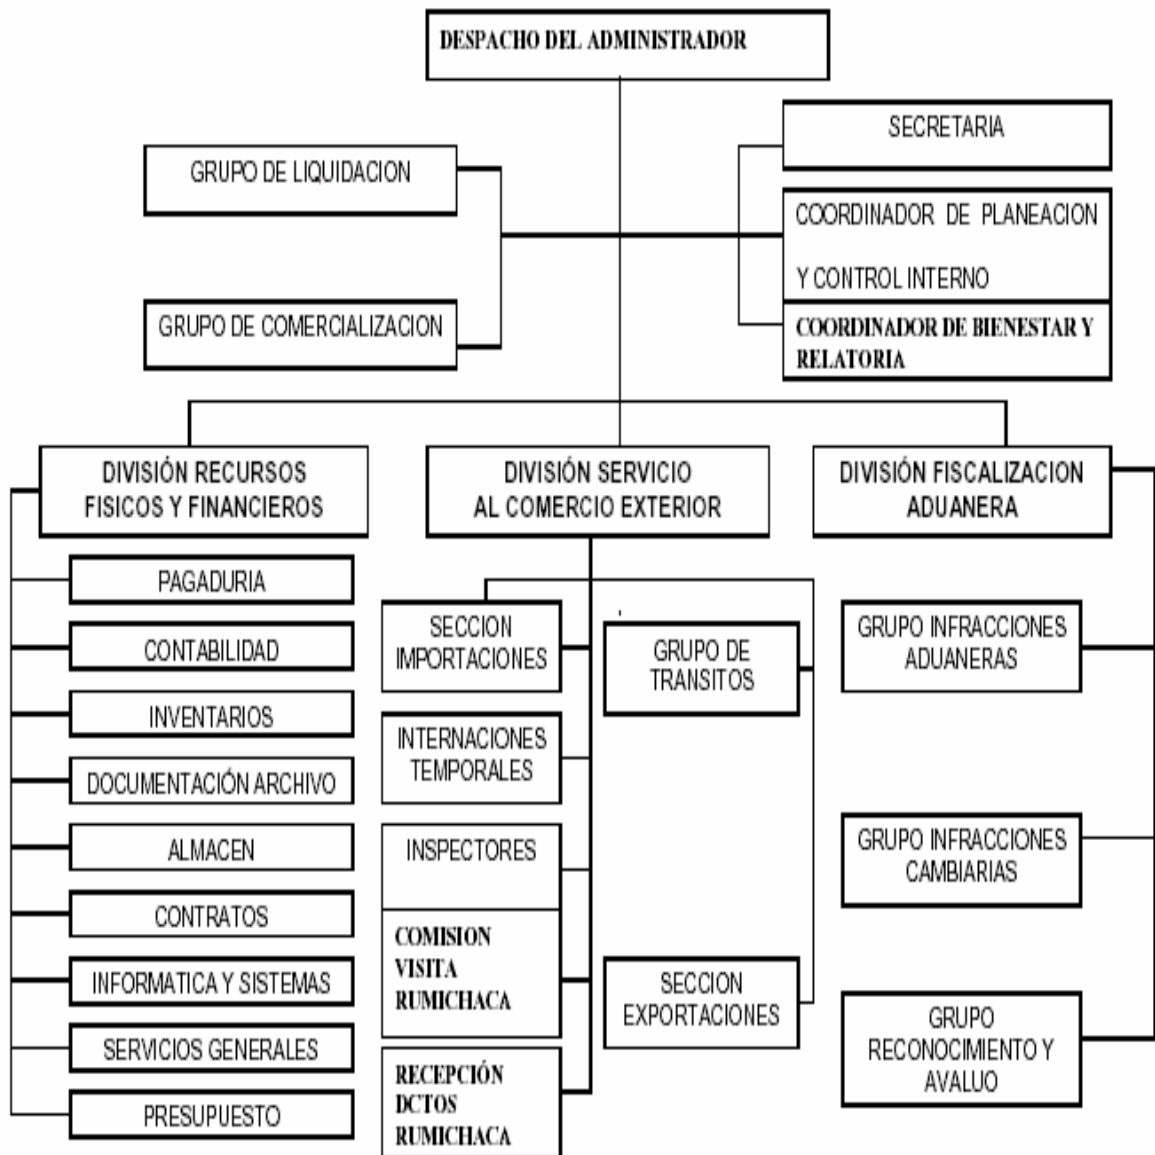 DESPACHO DEL ADMINISTRADOR
SECRETARIA
GRUPO DE LIQUIDACION
COORDINADOR DE PLANEACION
Y CONTROL INTERNO
GRUPO DE COMERCIALIZACION
COORDINADOR DE BIENESTAR Y
RELATORIA
DIVISIÓN RECURSOS
FISICOS Y FINANCIEROS
DIVISIÓN SERVICIO
AL COMERCIO EXTERIOR
DIVISIÓN FISCALIZACION
ADUANERA
PAGADURIA
CONTABILIDAD
INVENTARIOS
DOCUMENTACIÓN ARCHIVO
ALMACEN
CONTRATOS
INFORMATICA Y SISTEMAS
SERVICIOS GENERALES
PRESUPUESTO
SECCION
IMPORTACIONES
INTERNACIONES
TEMPORALES
INSPECTORES
COMISION
VISITA
RUMICHACA
RECEPCIÓN
DCTOS
RUMICHACA
GRUPO DE
TRANSITOS
SECCION
EXPORTACIONES
GRUPO INFRACCIONES
ADUANERAS
GRUPO INFRACCIONES
CAMBIARIAS
GRUPO
RECONOCIMIENTO Y
AVALUO